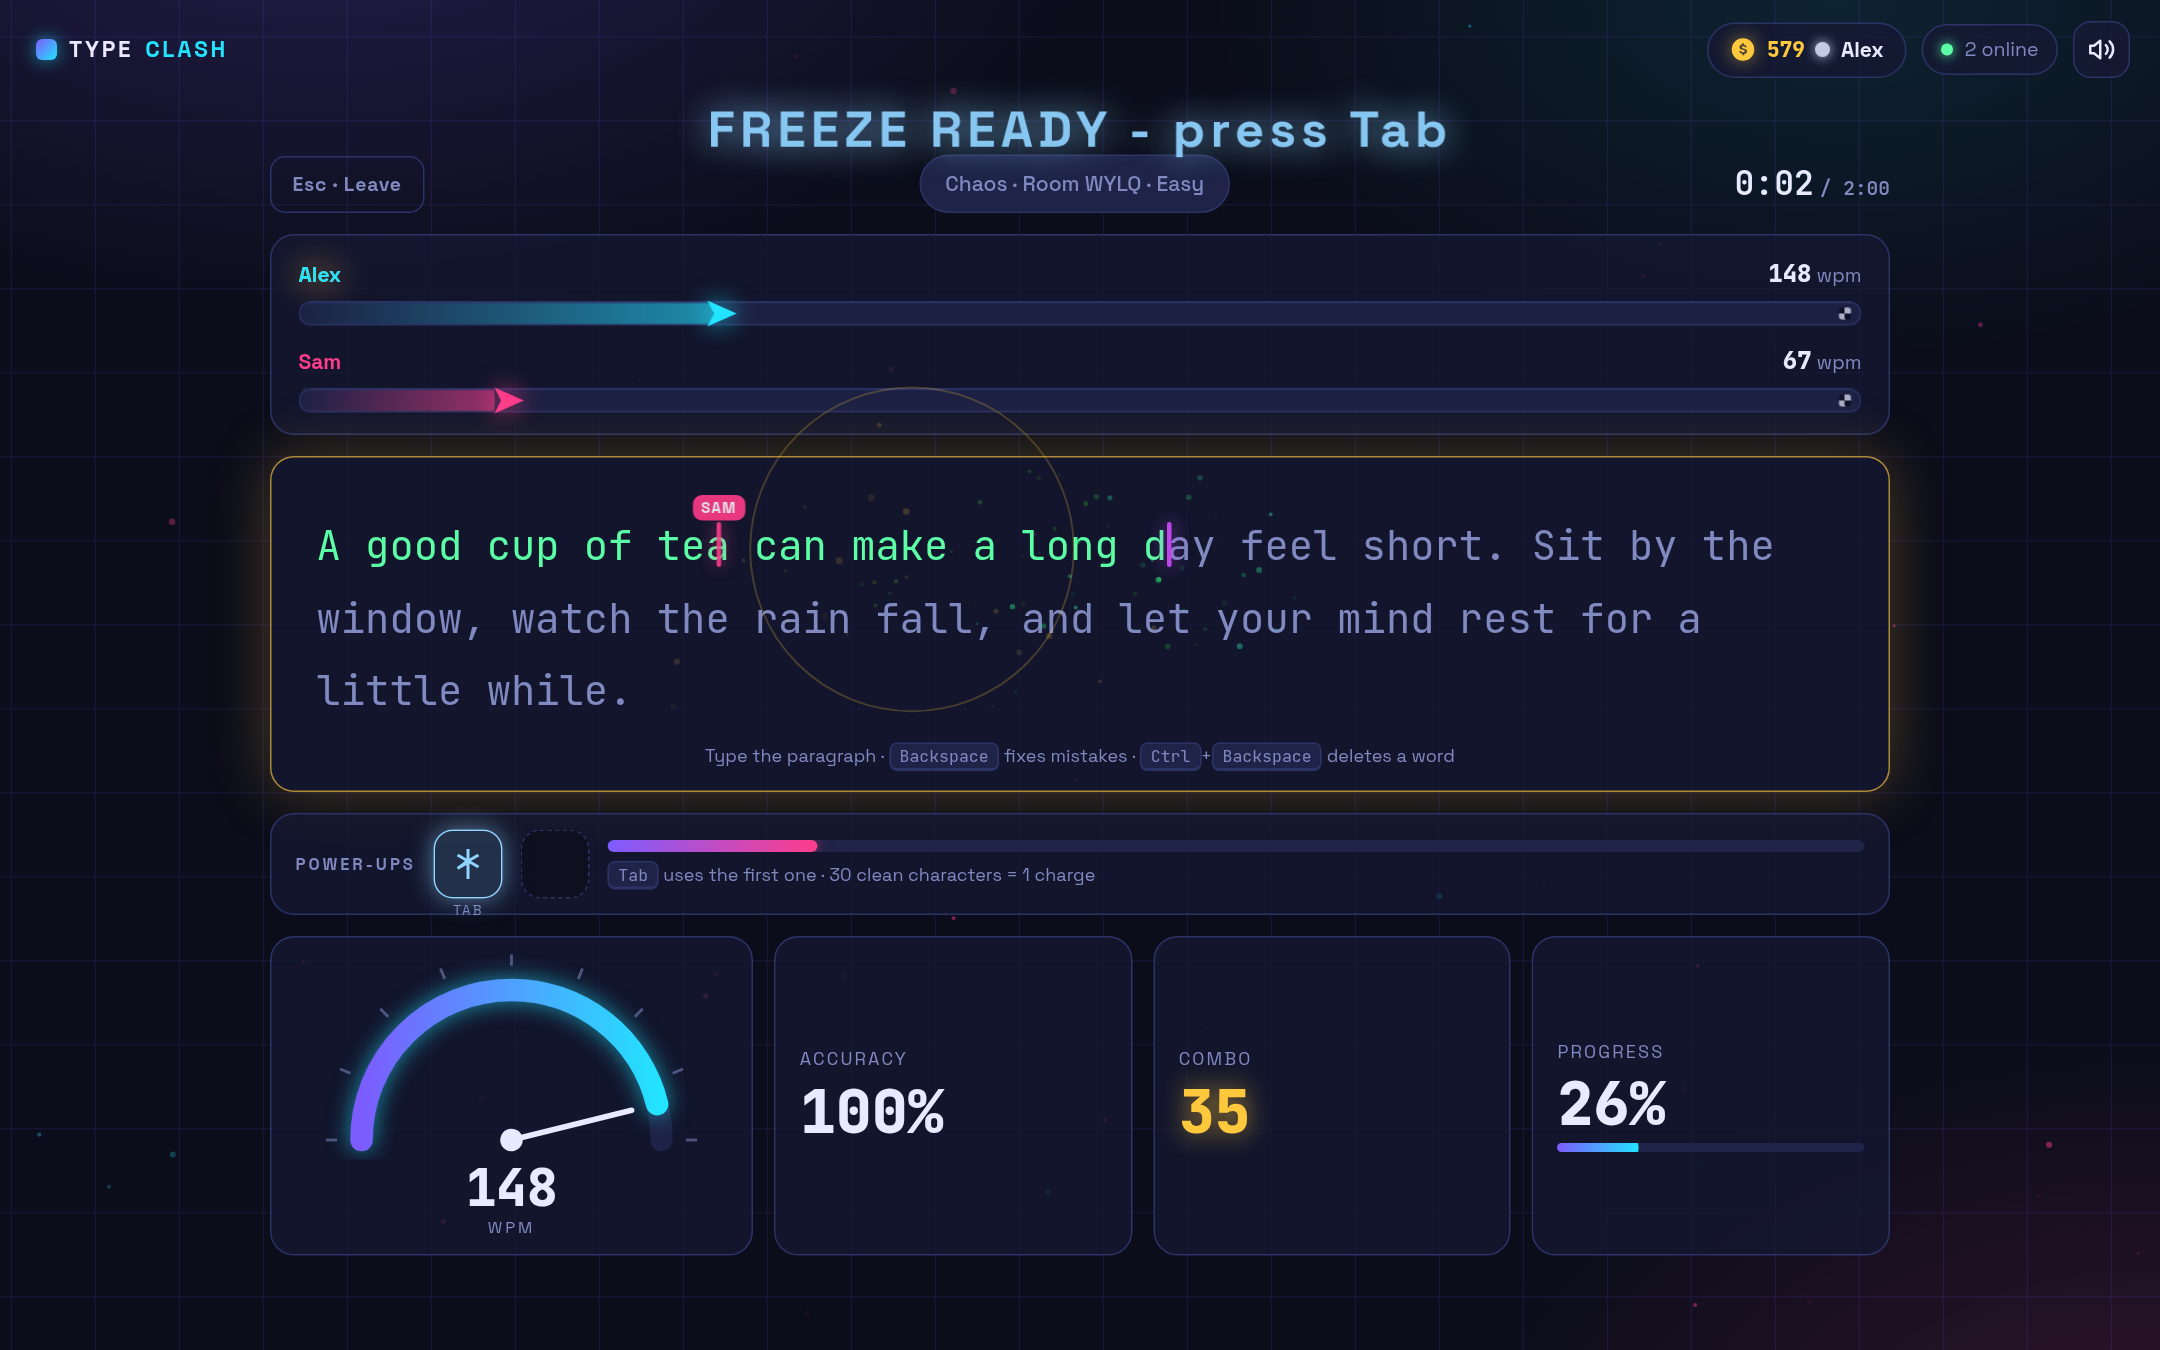 TYPE CLASH
$ 579 Alex
2 online
FREEZE READY - press Tab
Esc · Leave
Chaos · Room WYLQ · Easy
0:02 / 2:00
Alex
148 wpm
Sam
67 wpm
SAM
A good cup of tea can make a long day feel short. Sit by the
window, watch the rain fall, and let your mind rest for a
little while.
Type the paragraph · Backspace fixes mistakes · Ctrl+Backspace deletes a word
POWER-UPS
TAB
Tab uses the first one · 30 clean characters = 1 charge
148
WPM
ACCURACY
100%
COMBO
35
PROGRESS
26%